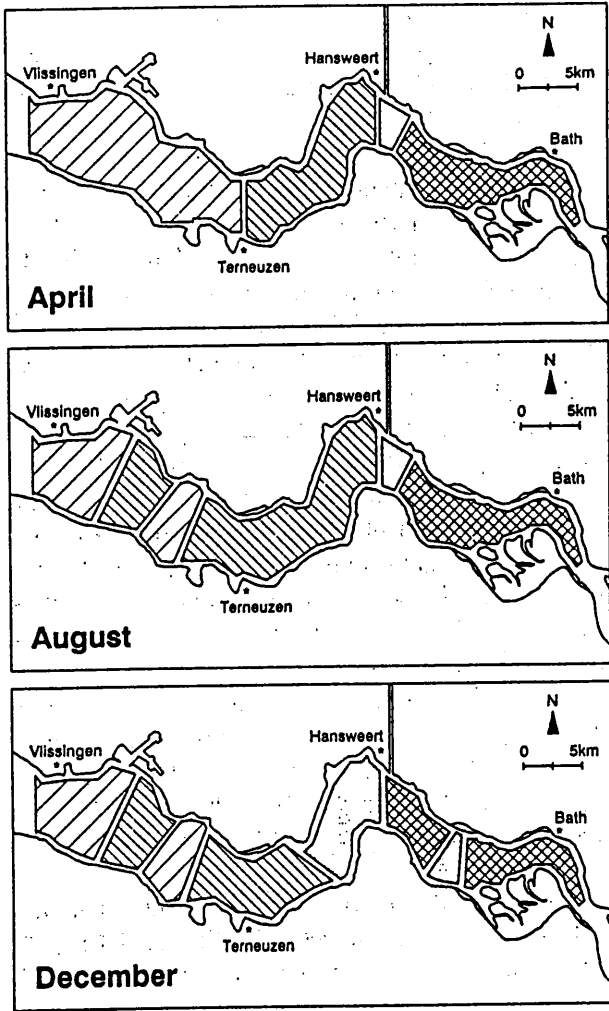 Hansweert
N
Vlissingen
0 5km
Bath
Terneuzen
April
Hansweert
N
Vlissingen
0 5km
Bath
Terneuzen
August
Hansweert
N
Vlissingen
0 5km
Bath
Terneuzen
December